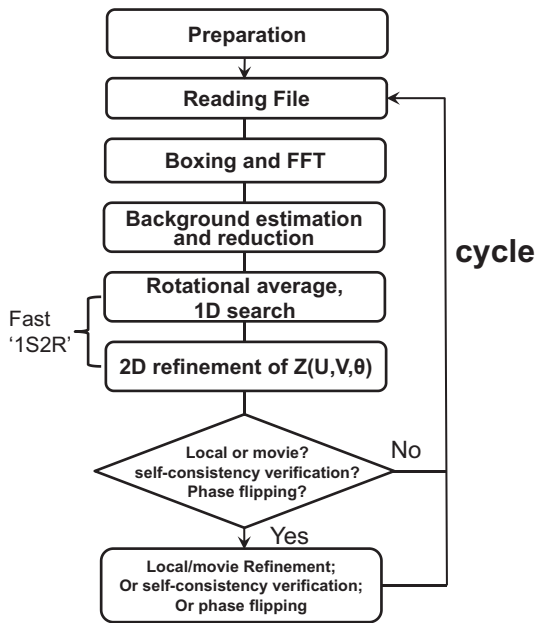 Preparation
Reading File
Boxing and FFT
Background estimation
and reduction
Rotational average,
1D search
Fast
‘1S2R’
2D refinement of Z(U,V,θ)
cycle
Local or movie?
self-consistency verification?
Phase flipping?
No
Yes
Local/movie Refinement;
Or self-consistency verification;
Or phase flipping